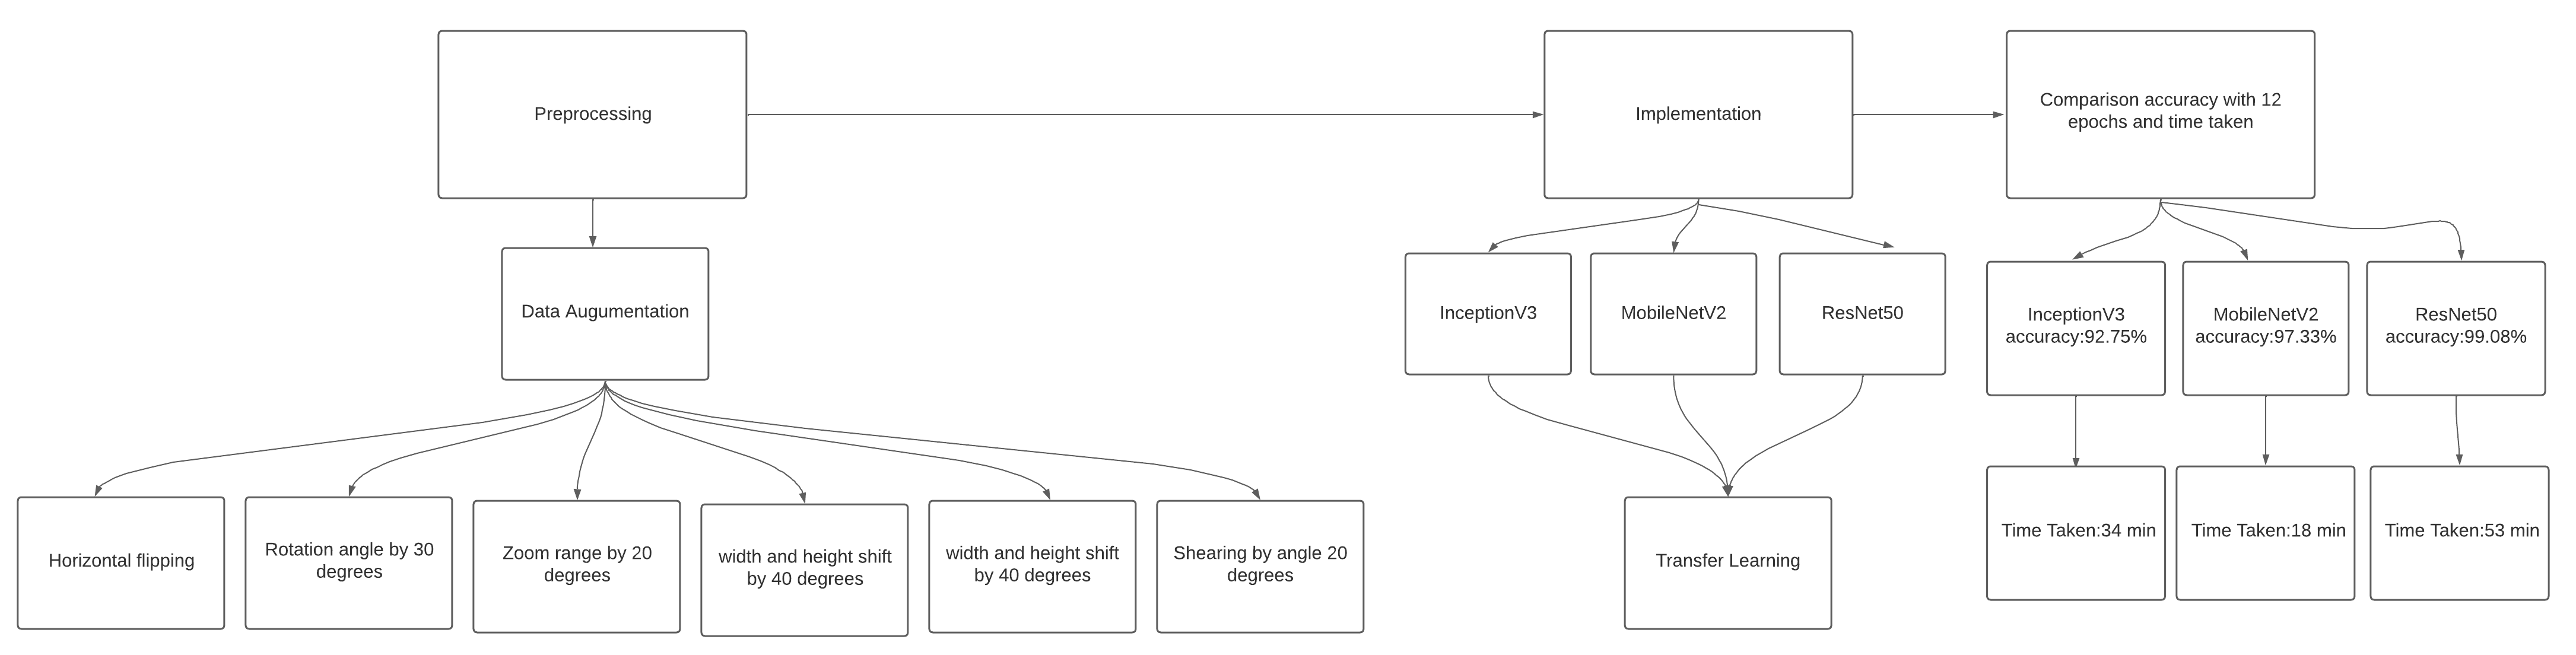 Preprocessing
Implementation
Comparison accuracy with 12
epochs and time taken
Data Augumentation
InceptionV3
MobileNetV2
ResNet50
InceptionV3
accuracy:92.75%
MobileNetV2
accuracy:97.33%
ResNet50
accuracy:99.08%
Horizontal flipping
Rotation angle by 30
degrees
Zoom range by 20
degrees
width and height shift
by 40 degrees
width and height shift
by 40 degrees
Shearing by angle 20
degrees
Transfer Learning
Time Taken:34 min
Time Taken:18 min
Time Taken:53 min